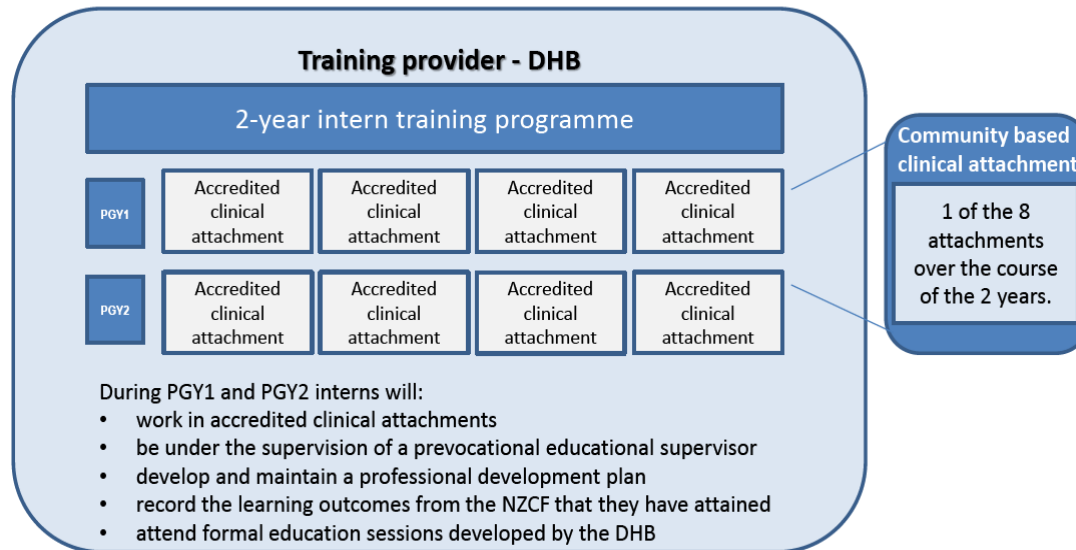 Training provider - DHB
2-year intern training programme
PGY1
Accredited
clinical
attachment
Accredited
clinical
attachment
Accredited
clinical
attachment
Accredited
clinical
attachment
PGY2
Accredited
clinical
attachment
Accredited
clinical
attachment
Accredited
clinical
attachment
Accredited
clinical
attachment
Community based
clinical attachment
1 of the 8
attachments
over the course
of the 2 years.
During PGY1 and PGY2 interns will:
• work in accredited clinical attachments
• be under the supervision of a prevocational educational supervisor
• develop and maintain a professional development plan
• record the learning outcomes from the NZCF that they have attained
• attend formal education sessions developed by the DHB